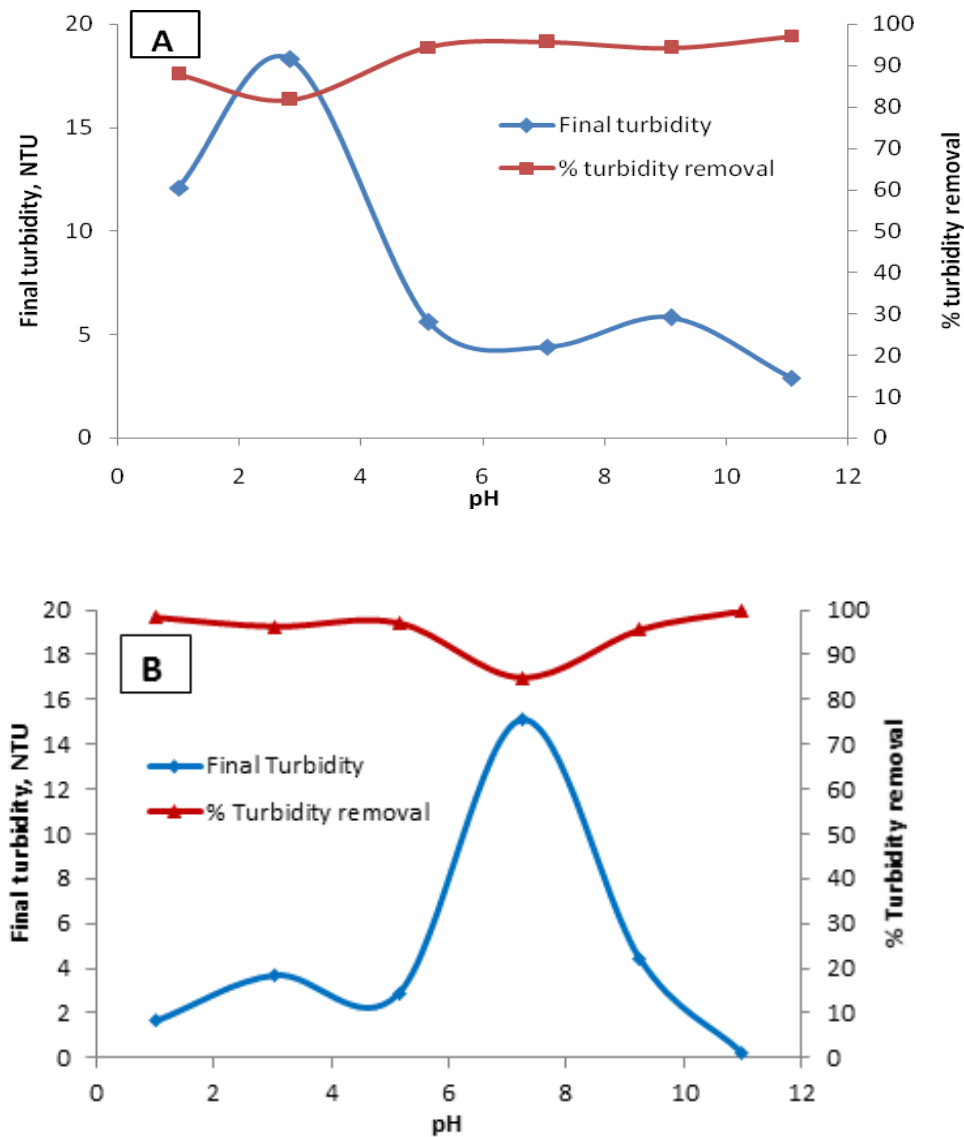 A
20
15
10
5
0
Final turbidity, NTU
Final turbidity
% turbidity removal
100
90
80
70
60
50
40
30
20
10
0
% turbidity removal
0 2 4 6 8 10 12
pH
B
20
18
16
14
12
10
8
6
4
2
0
Final turbidity, NTU
Final Turbidity
% Turbidity removal
100
90
80
70
60
50
40
30
20
10
0
% Turbidity removal
0 2 4 6 8 10 12
pH